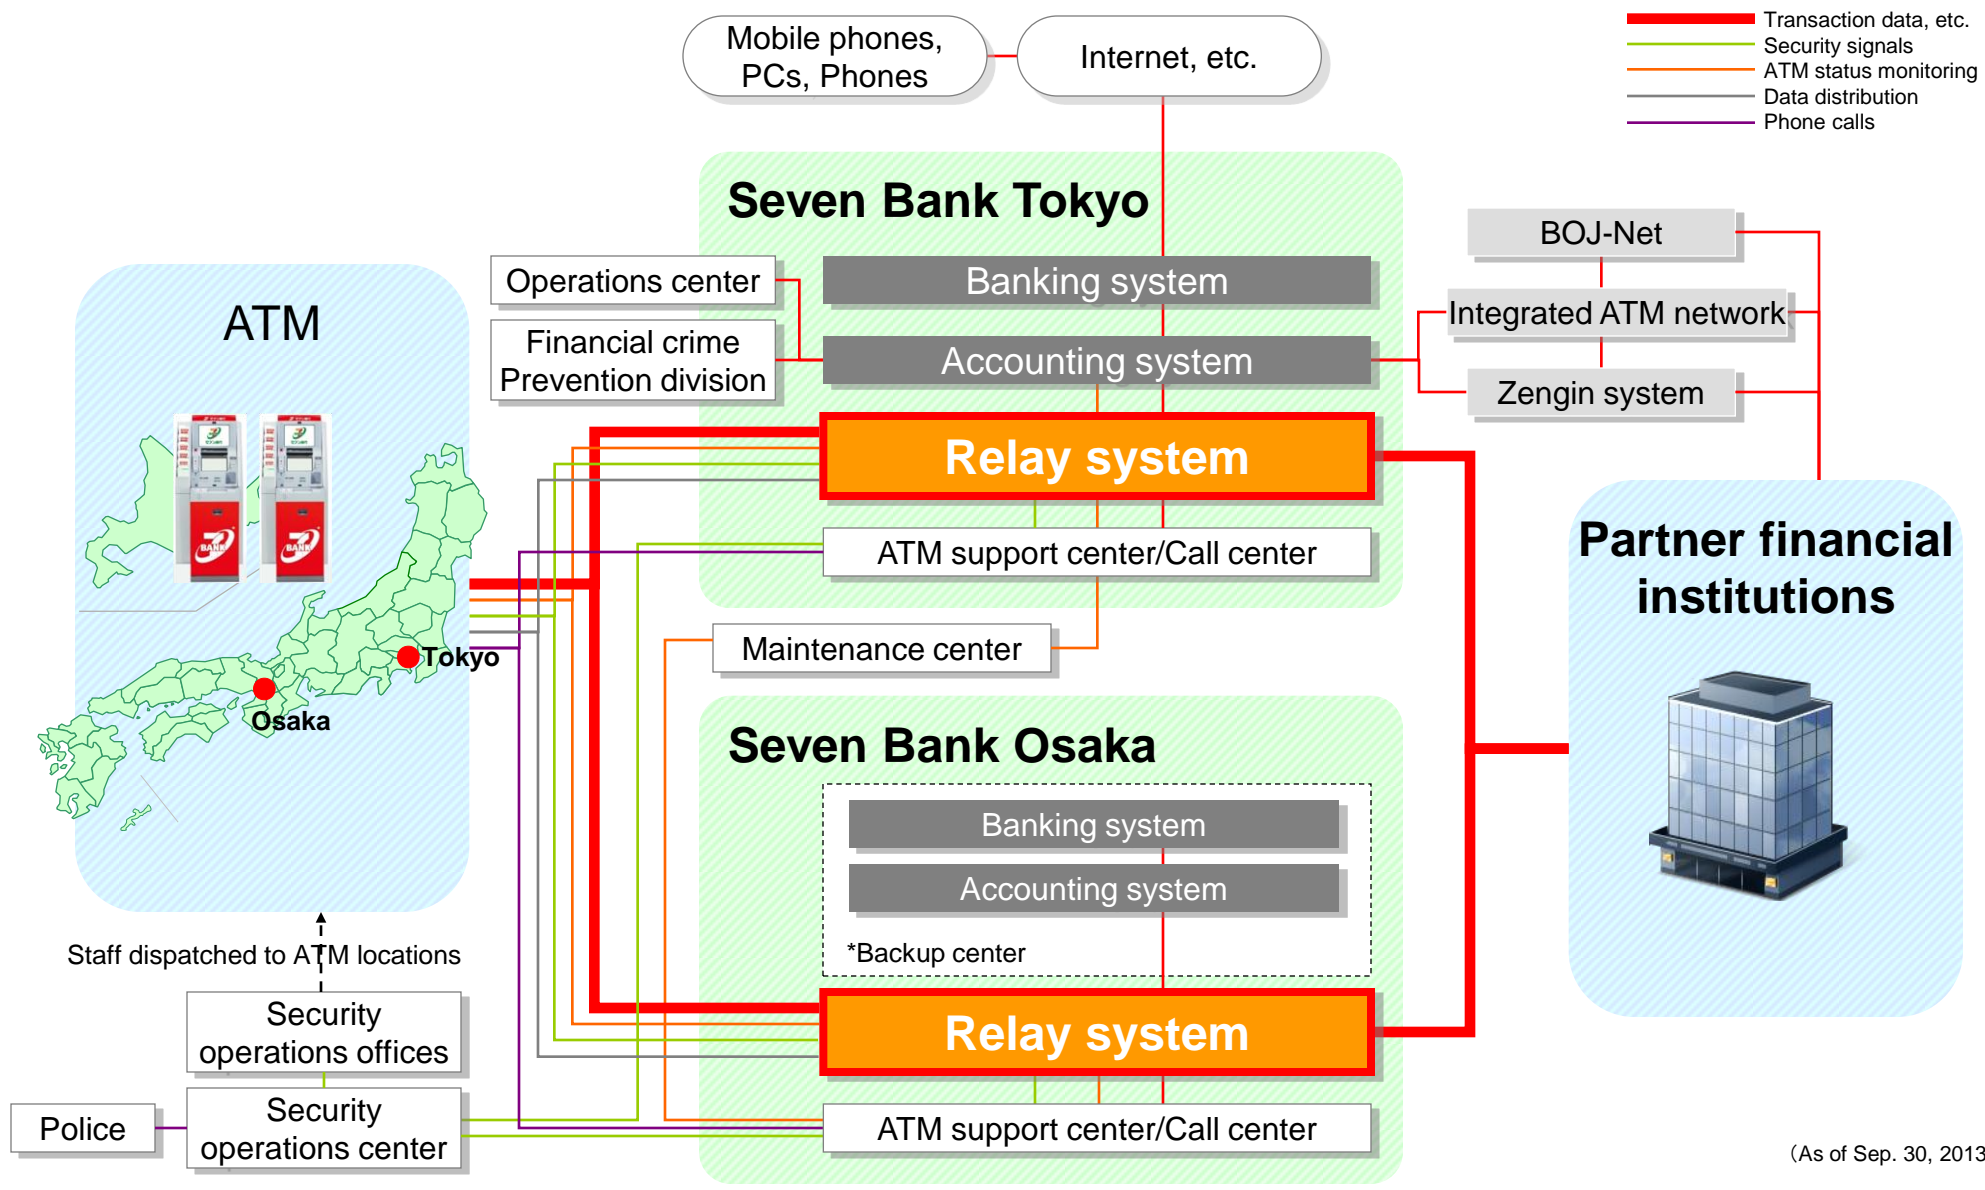 Mobile phones,
PCs, Phones
Internet, etc.
Transaction data, etc.
Security signals
ATM status monitoring
Data distribution
Phone calls
Seven Bank Tokyo
Operations center
Financial crime
Prevention division
Banking system
Accounting system
Relay system
ATM support center/Call center
BOJ-Net
Integrated ATM network
Zengin system
ATM
BANK
BANK
Tokyo
Osaka
Partner financial
institutions
Maintenance center
Seven Bank Osaka
Banking system
Accounting system
*Backup center
Relay system
ATM support center/Call center
Staff dispatched to ATM locations
Security
operations offices
Security
operations center
Police
(As of Sep. 30, 2013